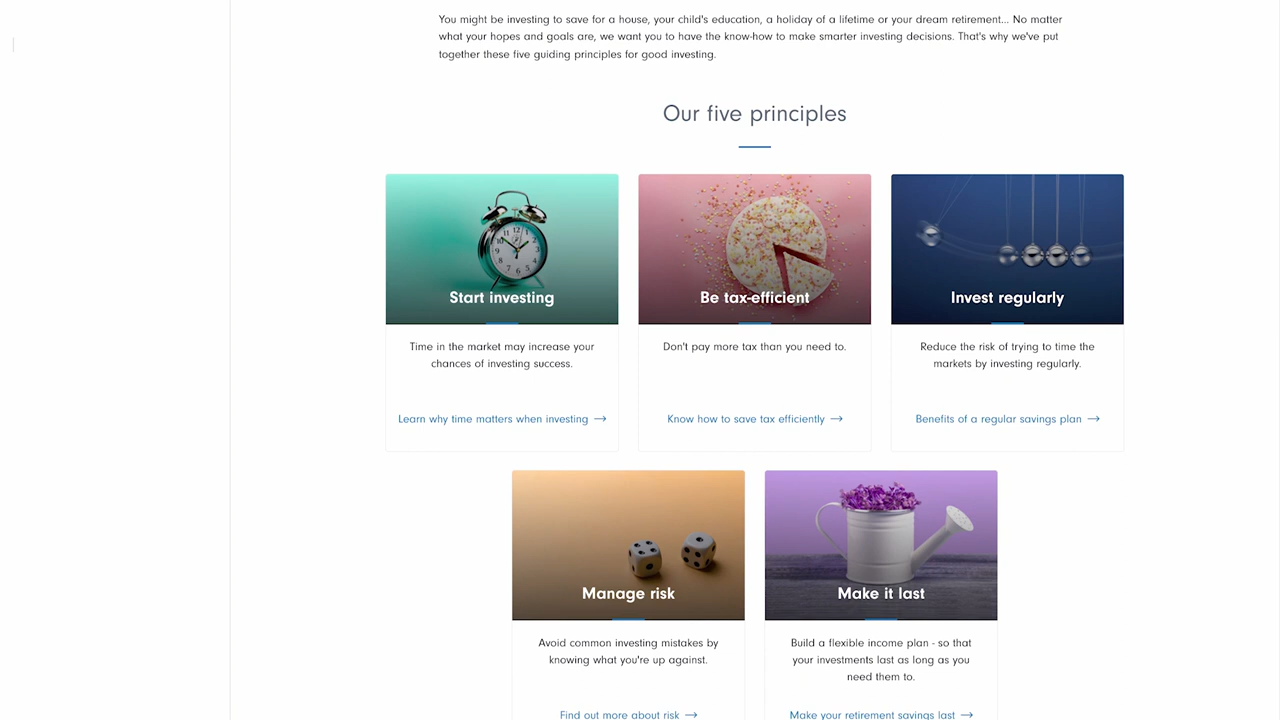 You might be investing to save for a house, your child's education, a holiday of a lifetime or your dream retirement... No matter
what your hopes and goals are, we want you to have the know-how to make smarter investing decisions. That's why we've put
together these five guiding principles for good investing.
Our five principles
Start investing
Time in the market may increase your
chances of investing success.
Learn why time matters when investing →
Be tax-efficient
Don't pay more tax than you need to.
Know how to save tax efficiently →
Invest regularly
Reduce the risk of trying to time the
markets by investing regularly.
Benefits of a regular savings plan →
Manage risk
Avoid common investing mistakes by
knowing what you're up against.
Find out more about risk →
Make it last
Build a flexible income plan - so that
your investments last as long as you
need them to.
Make your retirement savings last →